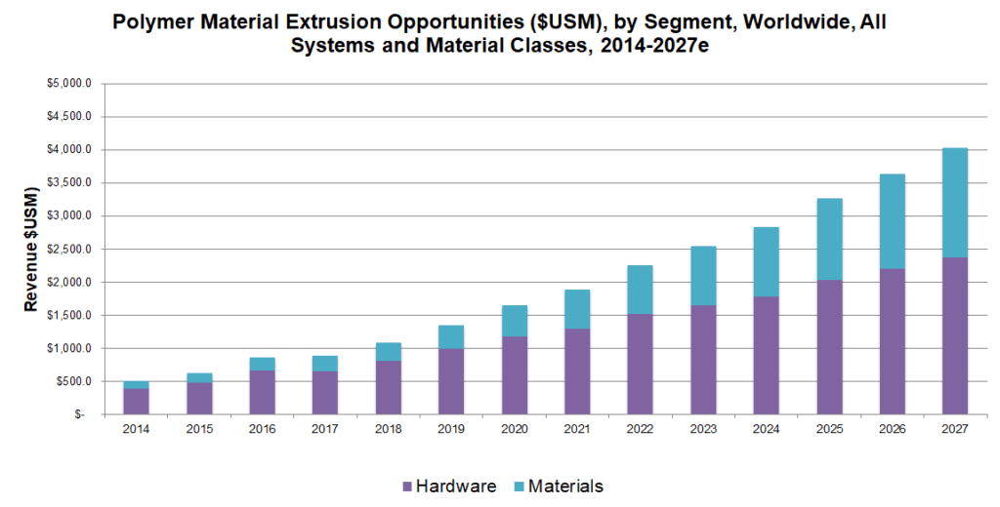 Polymer Material Extrusion Opportunities ($USM), by Segment, Worldwide, All
Systems and Material Classes, 2014-2027e
$5,000.0
$4,500.0
$4,000.0
$3,500.0
$3,000.0
$2,500.0
$2,000.0
$1,500.0
$1,000.0
$500.0
$-
Revenue $USM)
2014 2015 2016 2017 2018 2019 2020 2021 2022 2023 2024 2025 2026 2027
Hardware Materials